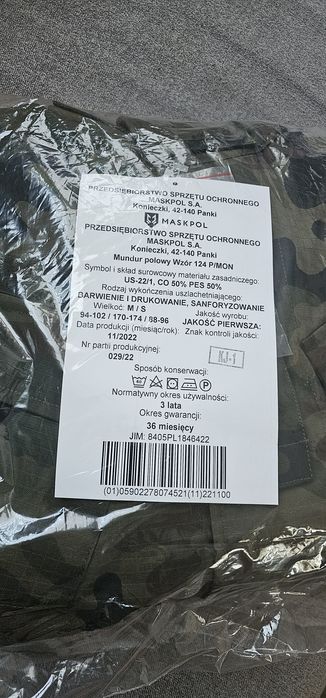 PRZEDSIĘBIORSTWO SPRZĘTU OCHRONNEGO
MASKPOL S.A.
Konieczki, 42-140 Panki
MASKPOL
PRZEDSIĘBIORSTWO SPRZĘTU OCHRONNEGO
MASKPOL S.A.
Konieczki, 42-140 Panki
Mundur polowy Wzór 124 P/MON
Symbol i skład surowcowy materiału zasadniczego:
US-22/1, CO 50% PES 50%
Rodzaj wykończenia uszlachetniającego:
BARWIENIE I DRUKOWANIE, SANFORYZOWANIE
Wielkość: M / S
Jakość wyrobu:
94-102 / 170-174 / 88-96
JAKOŚĆ PIERWSZA:
Data produkcji (miesiąc/rok):
Znak kontroli jakości:
11/2022
Nr partii produkcyjnej:
029/22
KJ-1
Sposób konserwacji:
Normatywny okres używalności:
3 lata
Okres gwarancji:
36 miesięcy
JIM: 8405PL1846422
(01)05902278074521(11)221100